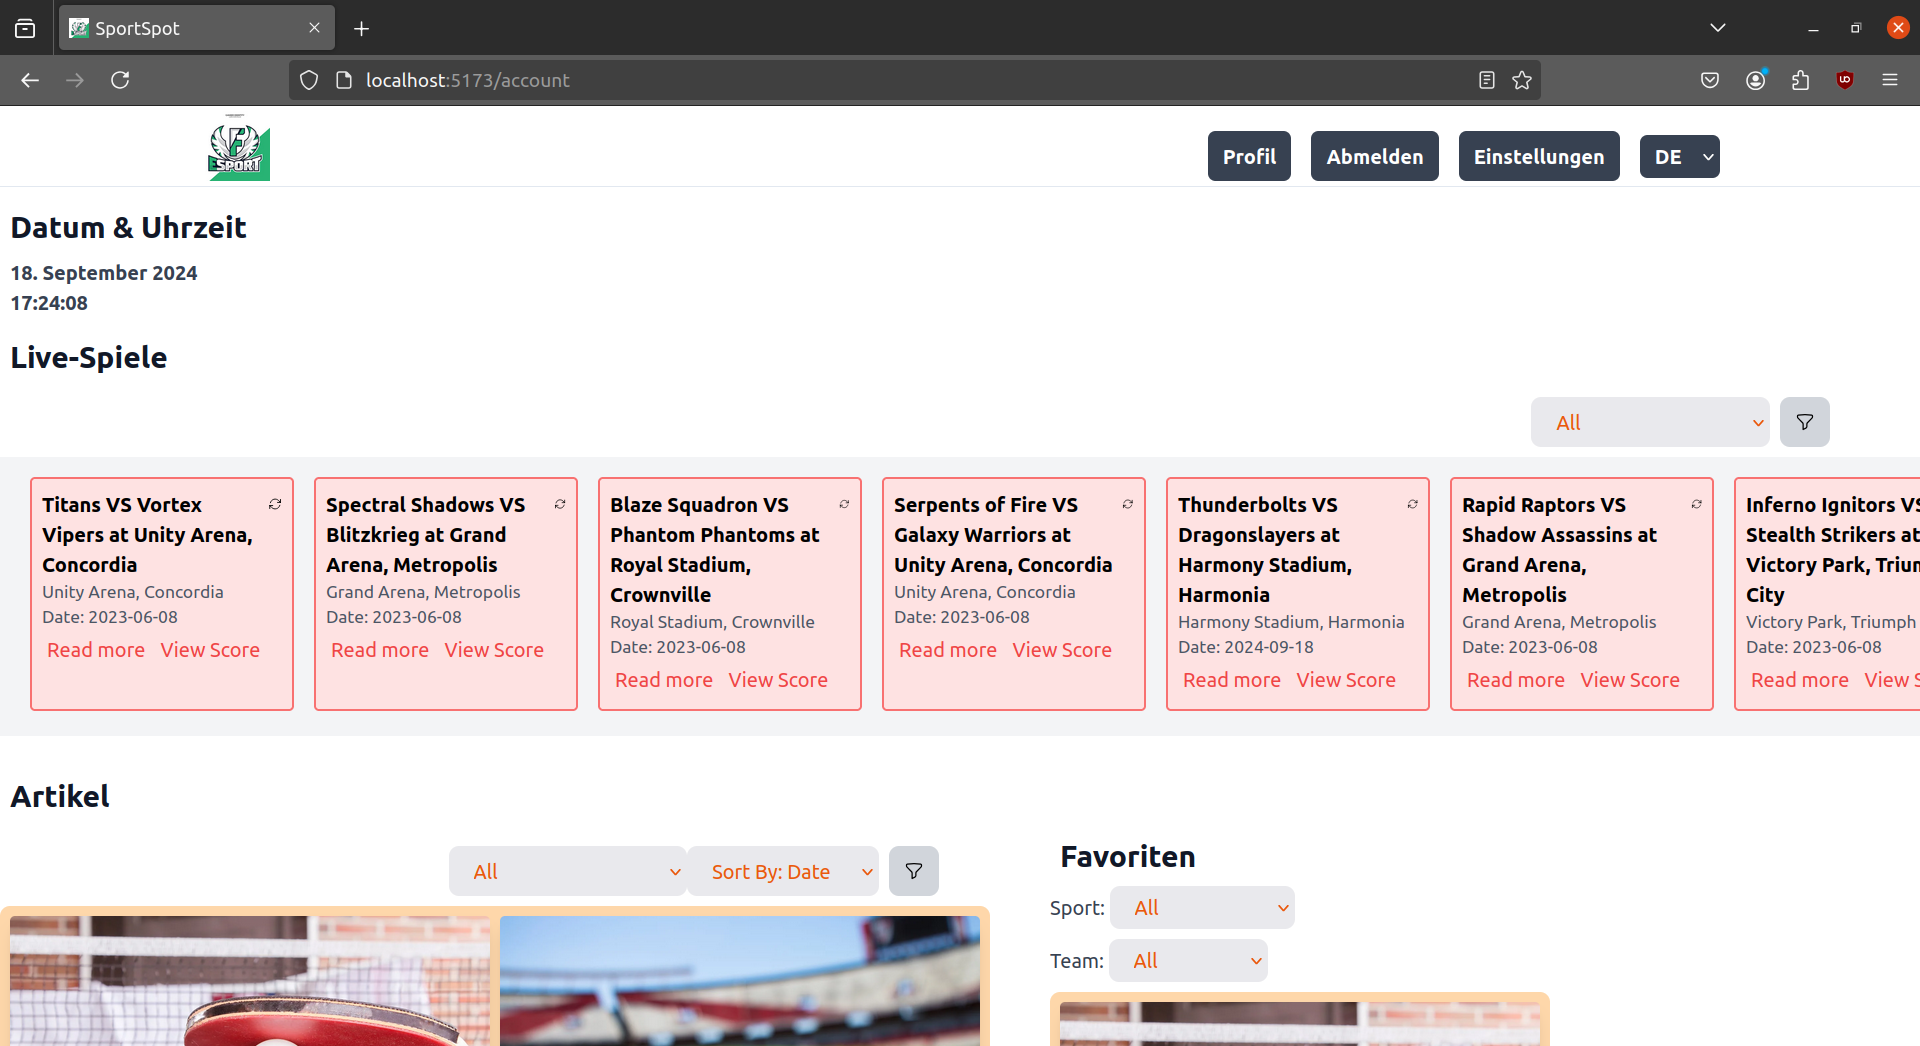 SportSpot
localhost:5173/account
ESPORT
Profil
Abmelden
Einstellungen
DE
Datum & Uhrzeit
18. September 2024
17:24:08
Live-Spiele
All
Titans VS Vortex
Vipers at Unity Arena,
Concordia
Unity Arena, Concordia
Date: 2023-06-08
Read more View Score
Spectral Shadows VS
Blitzkrieg at Grand
Arena, Metropolis
Grand Arena, Metropolis
Date: 2023-06-08
Read more View Score
Blaze Squadron VS
Phantom Phantoms at
Royal Stadium,
Crownville
Royal Stadium, Crownville
Date: 2023-06-08
Read more View Score
Serpents of Fire VS
Galaxy Warriors at
Unity Arena, Concordia
Unity Arena, Concordia
Date: 2023-06-08
Read more View Score
Thunderbolts VS
Dragonslayers at
Harmony Stadium,
Harmonia
Harmony Stadium, Harmonia
Date: 2024-09-18
Read more View Score
Rapid Raptors VS
Shadow Assassins at
Grand Arena,
Metropolis
Grand Arena, Metropolis
Date: 2023-06-08
Read more View Score
Inferno Ignitors VS
Stealth Strikers at
Victory Park, Trium
City
Victory Park, Triumph
Date: 2023-06-08
Read more View S
Artikel
All
Sort By: Date
Favoriten
Sport: All
Team: All